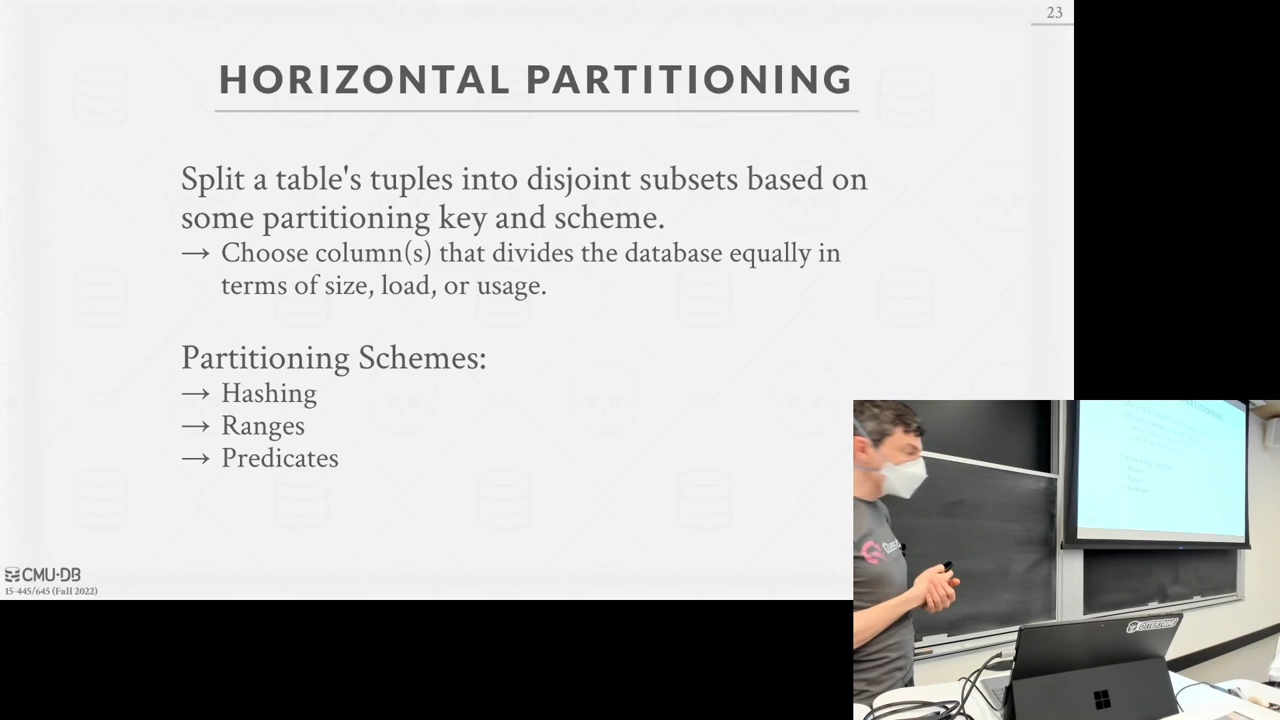 23
HORIZONTAL PARTITIONING
Split a table's tuples into disjoint subsets based on
some partitioning key and scheme.
→ Choose column(s) that divides the database equally in
terms of size, load, or usage.
Partitioning Schemes:
→ Hashing
→ Ranges
→ Predicates
CMU·DB
15-445/645 (Fall 2022)